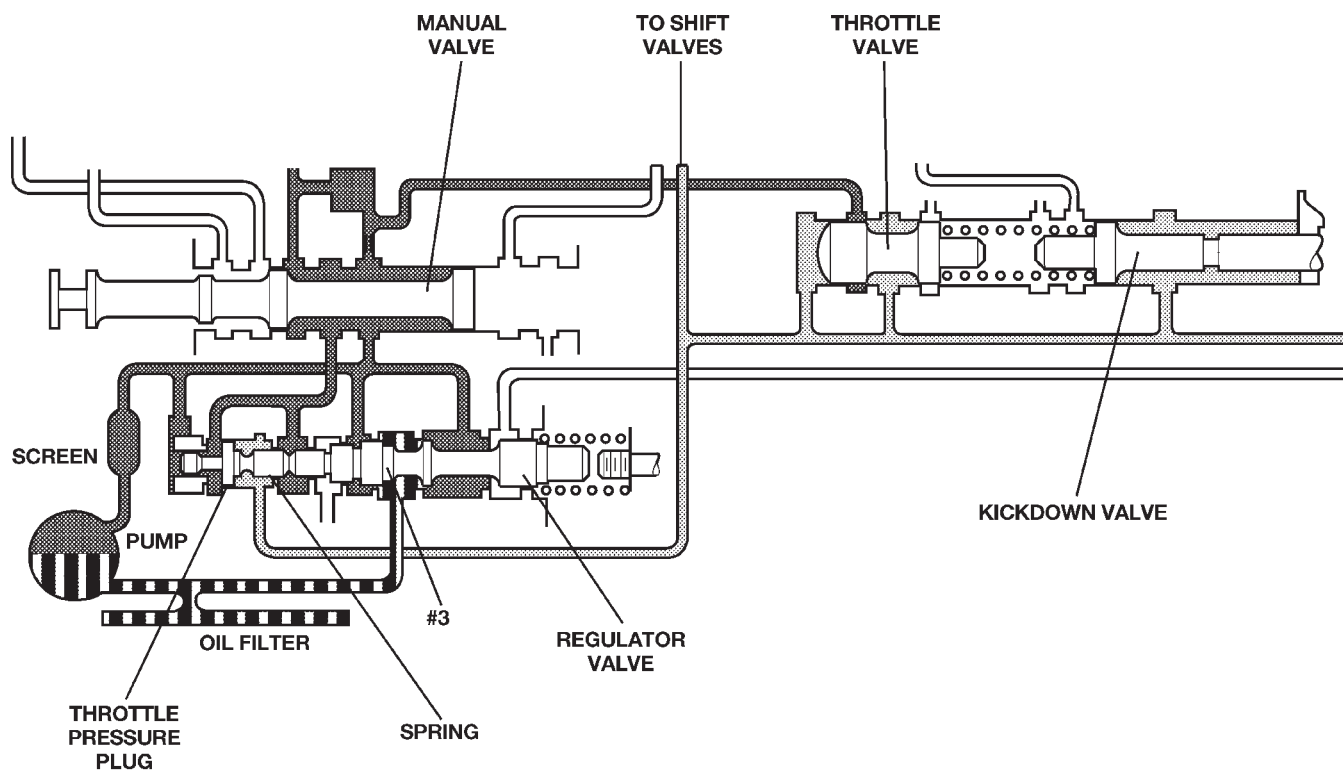 MANUAL
VALVE
TO SHIFT
VALVES
THROTTLE
VALVE
SCREEN
PUMP
KICKDOWN VALVE
#3
OIL FILTER
REGULATOR
VALVE
THROTTLE
PRESSURE
PLUG
SPRING